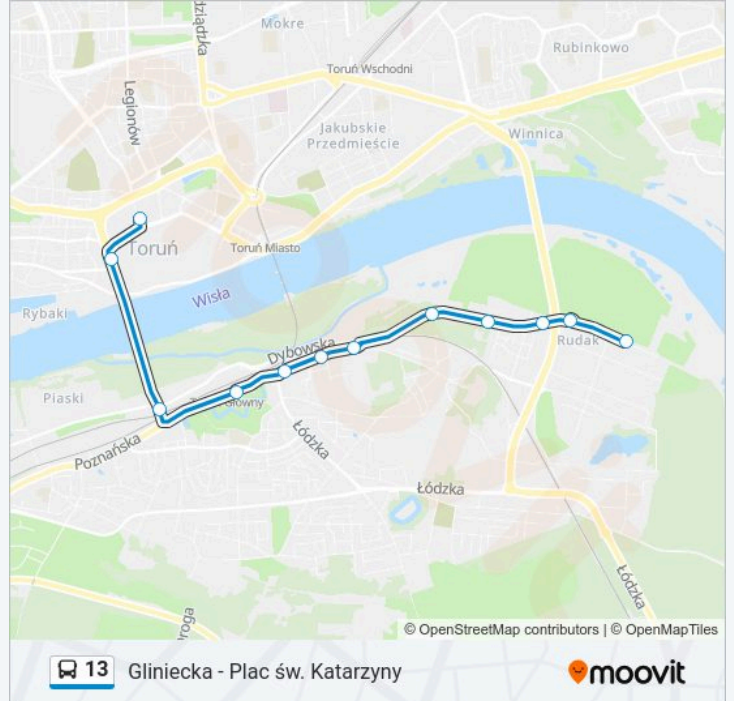 Mokre
dziądzka
Rubinkowo
Toruń Wschodni
Legionów
Jakubskie
Przedmieście
Winnica
Toruń
Toruń Miasto
Wisła
Rybaki
Dybowska
Rudak
Piaski
Główny
Poznańska
Łódzka
Łódzka
Łódzka
roga
© OpenStreetMap contributors | © OpenMapTiles
13 Gliniecka - Plac św. Katarzyny
moovit